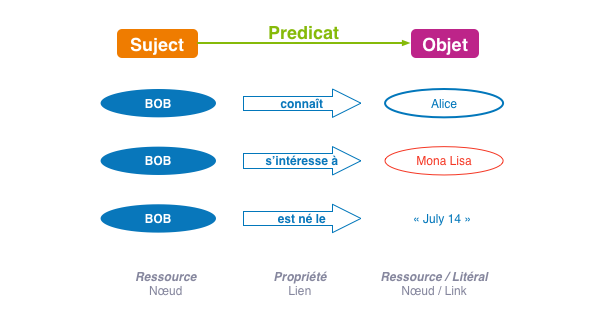 Suject Predicat Objet
BOB connaît Alice
BOB s'intéresse à Mona Lisa
BOB est né le « July 14 »
Ressource Propriété Ressource / Litéral
Nœud Lien Nœud / Link